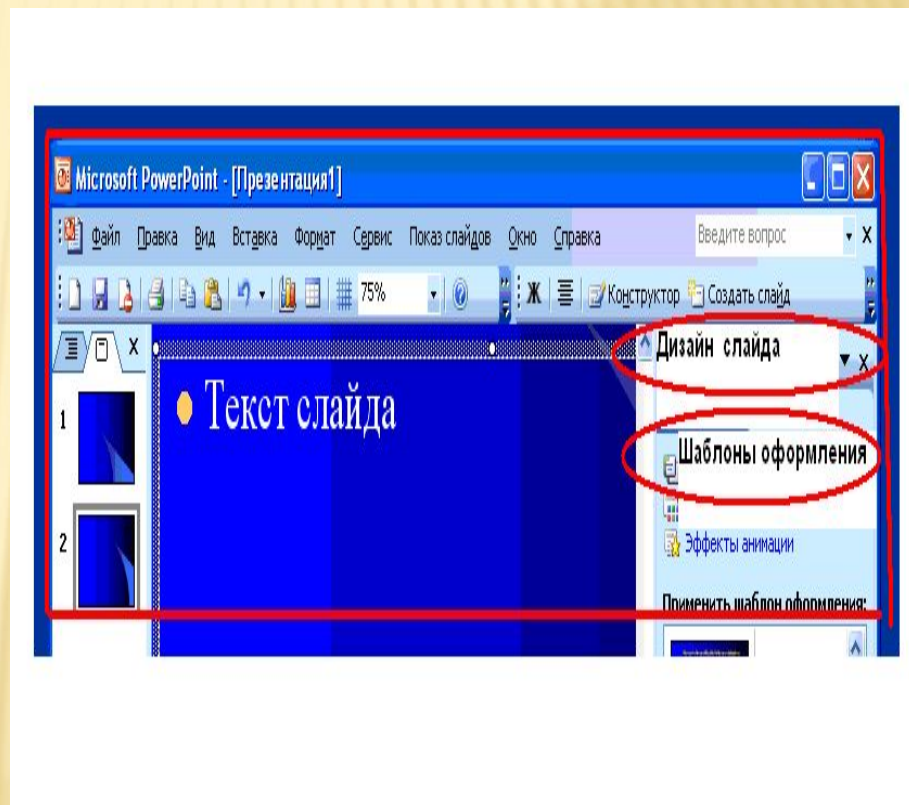 Microsoft PowerPoint - [Презентация1]
Файл Правка Вид Вставка Формат Сервис Показ слайдов Окно Справка Введите вопрос
75% Ж Конструктор Создать слайд
Дизайн слайда
1
Текст слайда
Шаблоны оформления
2
Эффекты анимации
Применить шаблон оформления: